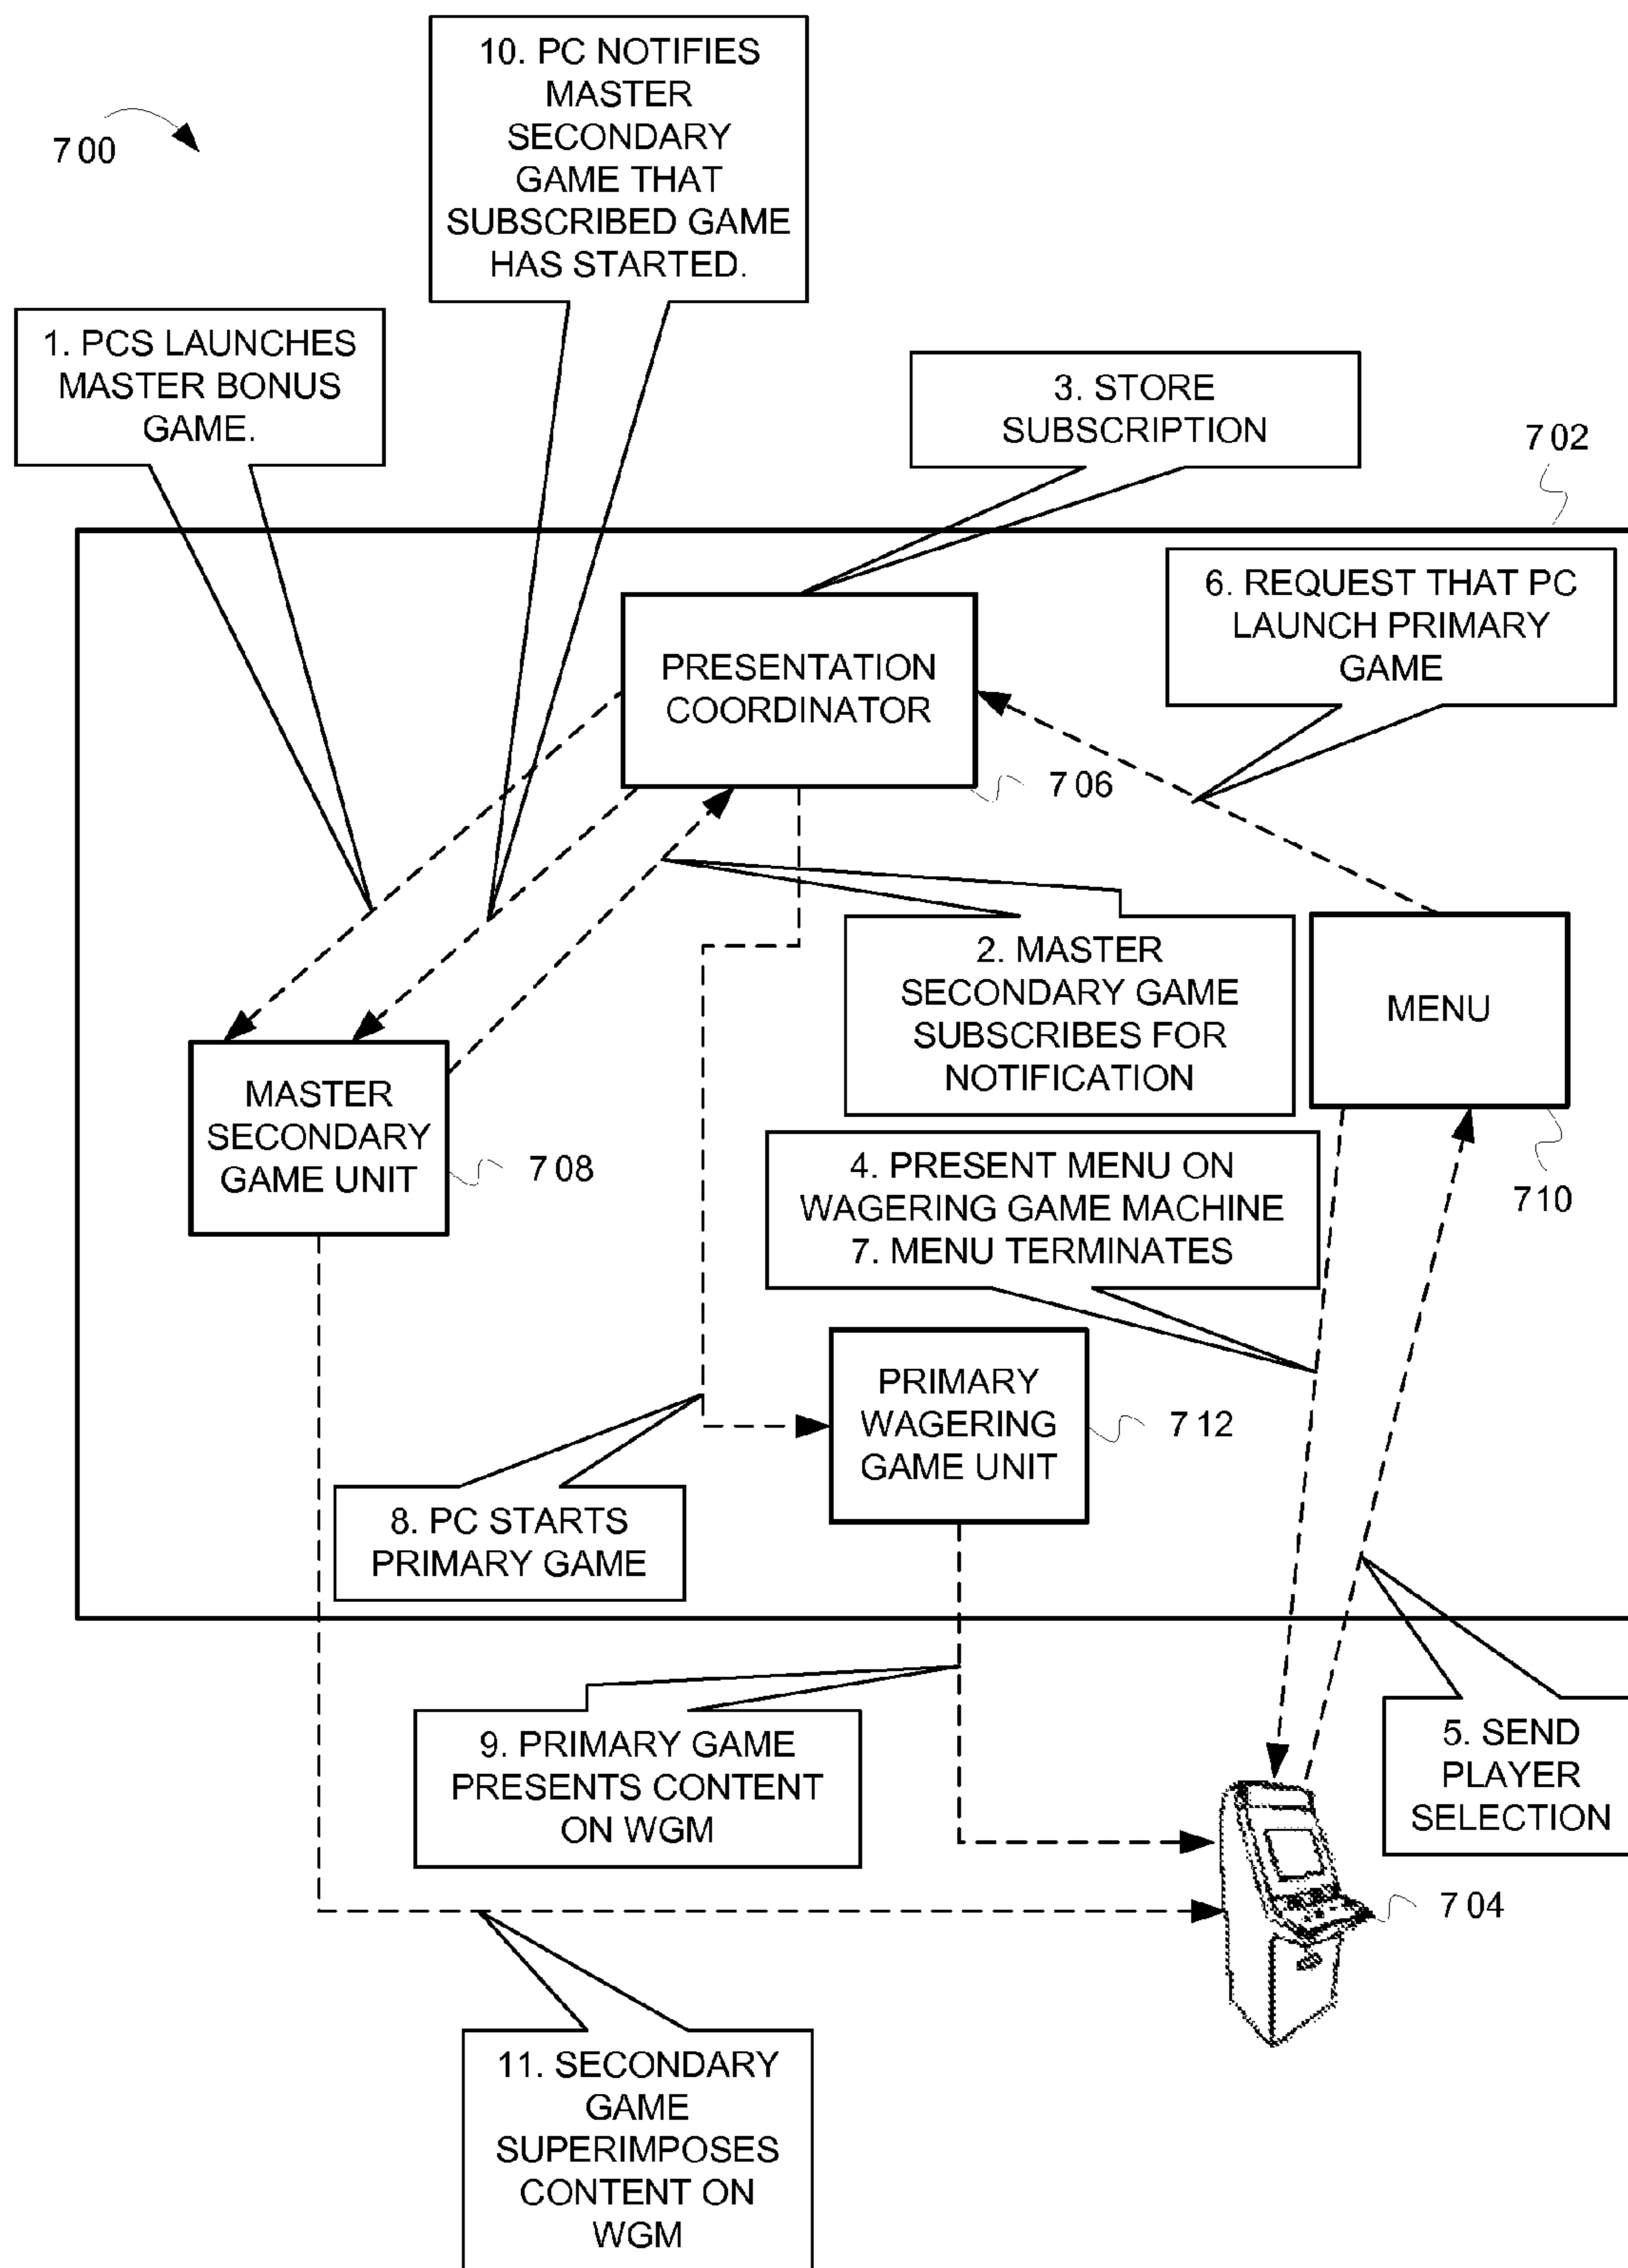 10. PC NOTIFIES
MASTER
SECONDARY
GAME THAT
SUBSCRIBED GAME
HAS STARTED.
700
1. PCS LAUNCHES
MASTER BONUS
GAME.
3. STORE
SUBSCRIPTION
702
6. REQUEST THAT PC
LAUNCH PRIMARY
GAME
PRESENTATION
COORDINATOR
706
2. MASTER
SECONDARY GAME
SUBSCRIBES FOR
NOTIFICATION
MENU
710
MASTER
SECONDARY
GAME UNIT
708
4. PRESENT MENU ON
WAGERING GAME MACHINE
7. MENU TERMINATES
PRIMARY
WAGERING
GAME UNIT
712
8. PC STARTS
PRIMARY GAME
9. PRIMARY GAME
PRESENTS CONTENT
ON WGM
5. SEND
PLAYER
SELECTION
704
11. SECONDARY
GAME
SUPERIMPOSES
CONTENT ON
WGM